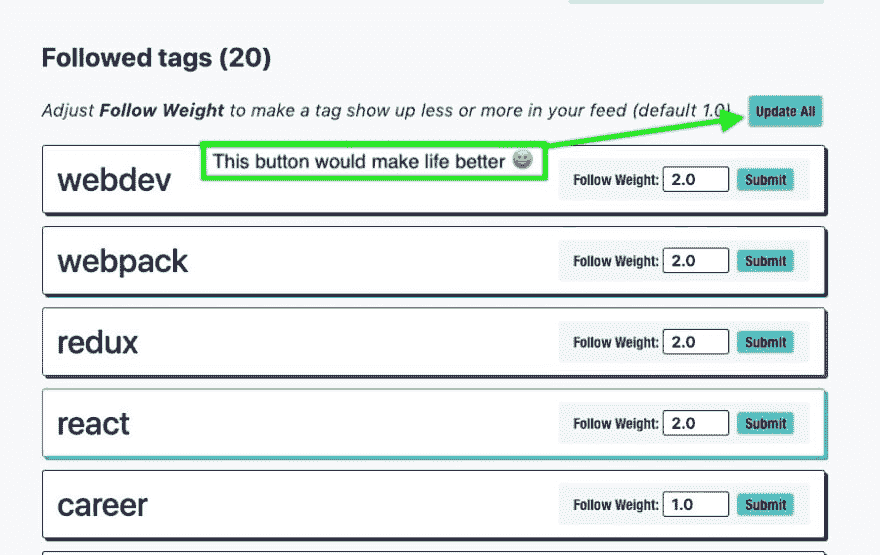 Followed tags (20)
Adjust Follow Weight to make a tag show up less or more in your feed (default 1.0)
Update All
This button would make life better 😀
webdev
Follow Weight: 2.0 Submit
webpack
Follow Weight: 2.0 Submit
redux
Follow Weight: 2.0 Submit
react
Follow Weight: 2.0 Submit
career
Follow Weight: 1.0 Submit